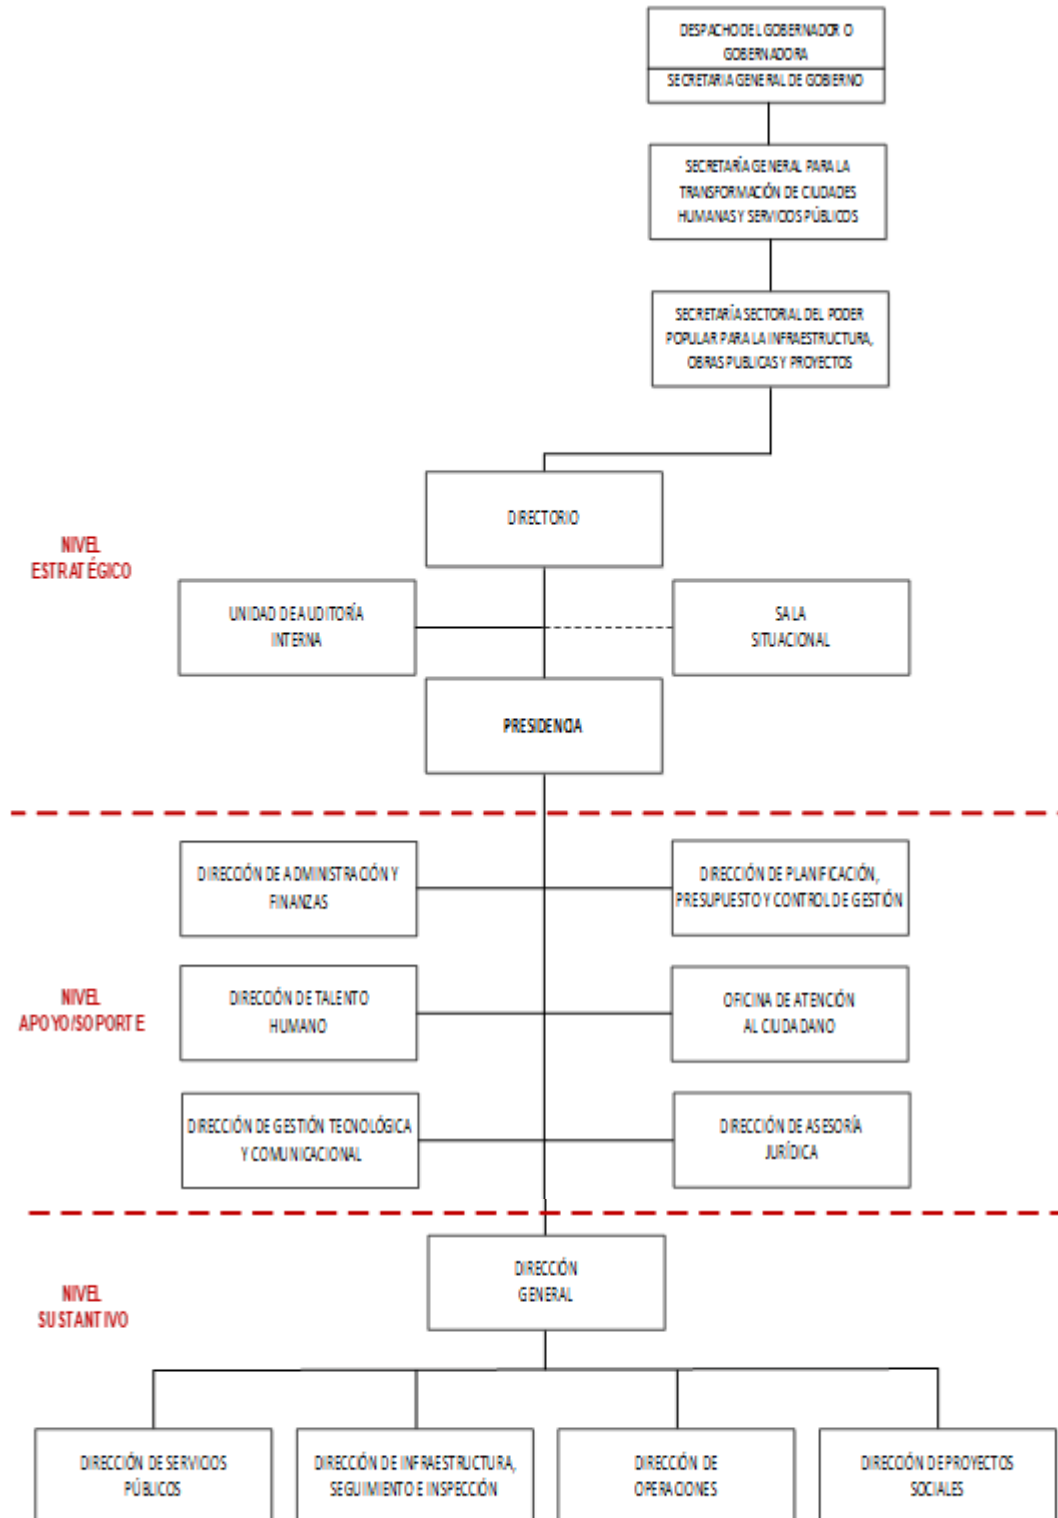 DESPACHO DEL GOBERNADOR O
GOBERNADORA
SECRETARIA GENERAL DE GOBIERNO
SECRETARÍA GENERAL PARA LA
TRANSFORMACIÓN DE CIUDADES
HUMANAS Y SERVICIOS PÚBLICOS
SECRETARÍA SECTORIAL DEL PODER
POPULAR PARA LA INFRAESTRUCTURA,
OBRAS PUBLICAS Y PROYECTOS
DIRECTORIO
NIVEL
ESTRATÉGICO
UNIDAD DE AUDITORÍA
INTERNA
SALA
SITUACIONAL
PRESIDENCIA
DIRECCIÓN DE ADMINISTRACIÓN Y
FINANZAS
DIRECCIÓN DE PLANIFICACIÓN,
PRESUPUESTO Y CONTROL DE GESTIÓN
NIVEL
APOYO/SOPORTE
DIRECCIÓN DE TALENTO
HUMANO
OFICINA DE ATENCIÓN
AL CIUDADANO
DIRECCIÓN DE GESTIÓN TECNOLÓGICA
Y COMUNICACIONAL
DIRECCIÓN DE ASESORÍA
JURÍDICA
NIVEL
SUSTANTIVO
DIRECCIÓN
GENERAL
DIRECCIÓN DE SERVICIOS
PÚBLICOS
DIRECCIÓN DE INFRAESTRUCTURA,
SEGUIMIENTO E INSPECCIÓN
DIRECCIÓN DE
OPERACIONES
DIRECCIÓN DE PROYECTOS
SOCIALES